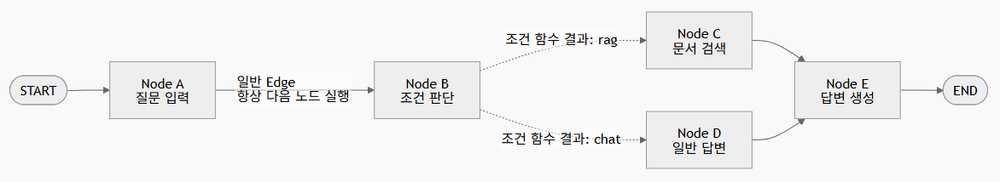 START
Node A
질문 입력
일반 Edge
항상 다음 노드 실행
Node B
조건 판단
조건 함수 결과: rag
Node C
문서 검색
조건 함수 결과: chat
Node D
일반 답변
Node E
답변 생성
END